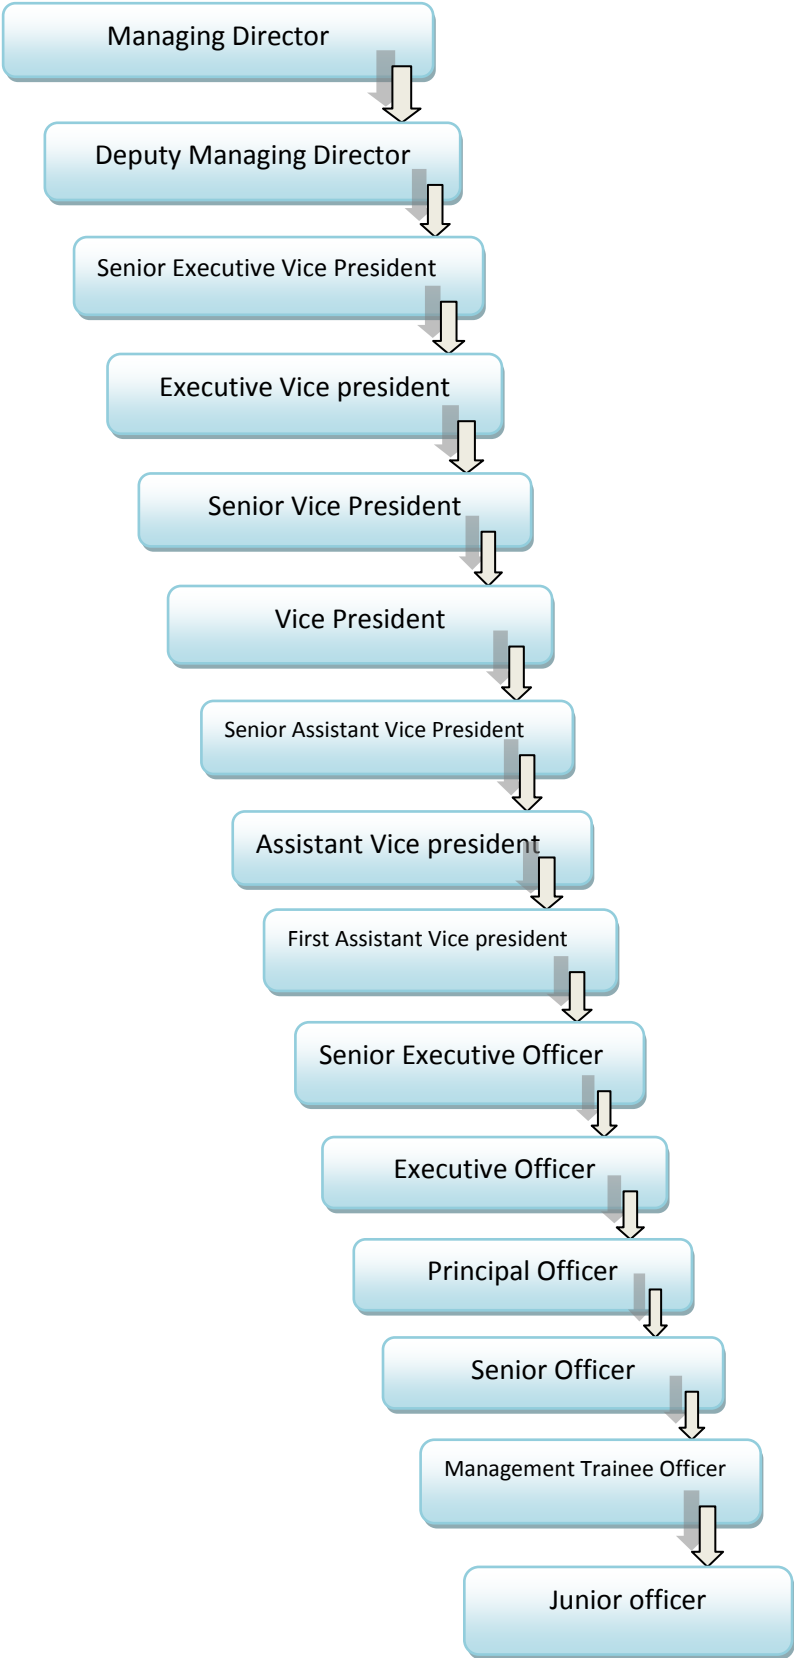 Managing Director
Deputy Managing Director
Senior Executive Vice President
Executive Vice president
Senior Vice President
Vice President
Senior Assistant Vice President
Assistant Vice president
First Assistant Vice president
Senior Executive Officer
Executive Officer
Principal Officer
Senior Officer
Management Trainee Officer
Junior officer